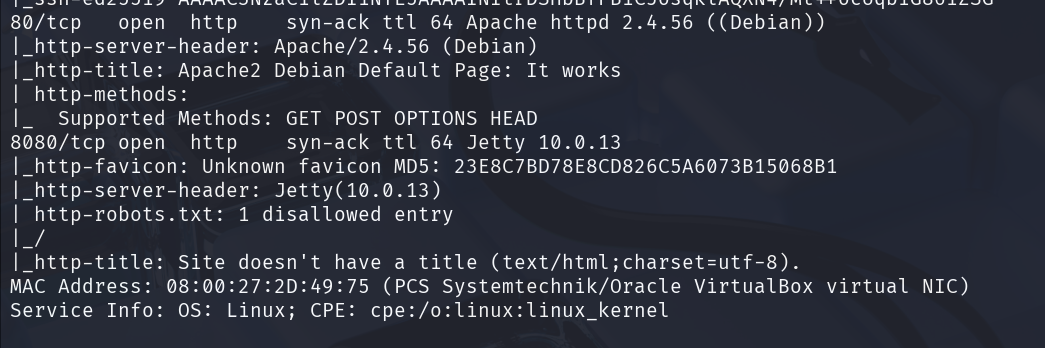 80/tcp   open  http    syn-ack ttl 64 Apache httpd 2.4.56 ((Debian))
|_http-server-header: Apache/2.4.56 (Debian)
|_http-title: Apache2 Debian Default Page: It works
| http-methods:
|_  Supported Methods: GET POST OPTIONS HEAD
8080/tcp open  http    syn-ack ttl 64 Jetty 10.0.13
|_http-favicon: Unknown favicon MD5: 23E8C7BD78E8CD826C5A6073B15068B1
|_http-server-header: Jetty(10.0.13)
| http-robots.txt: 1 disallowed entry
|_/
|_http-title: Site doesn't have a title (text/html;charset=utf-8).
MAC Address: 08:00:27:2D:49:75 (PCS Systemtechnik/Oracle VirtualBox virtual NIC)
Service Info: OS: Linux; CPE: cpe:/o:linux:linux_kernel